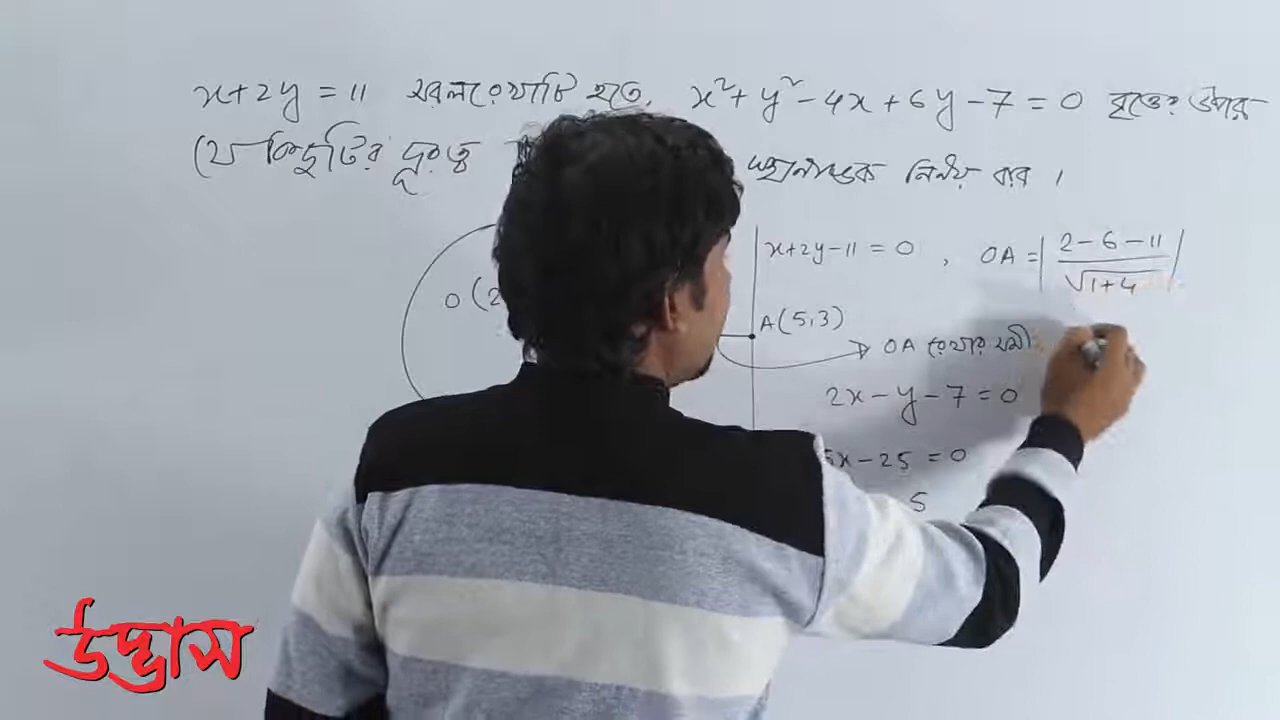 x+2y = 11 সরলরেখাটি হতে, x²+y²-4x+6y-7=0 বৃত্তের উপর
যে বিন্দুটির দূরত্ব স্থানাঙ্ক নির্ণয় কর ।
x+2y-11 = 0 , OA = |(2-6-11)/√(1+4)|
O (2
A(5,3)
OA রেখার সমী
2x-y-7=0
5x-25=0
5
উদ্ভাস